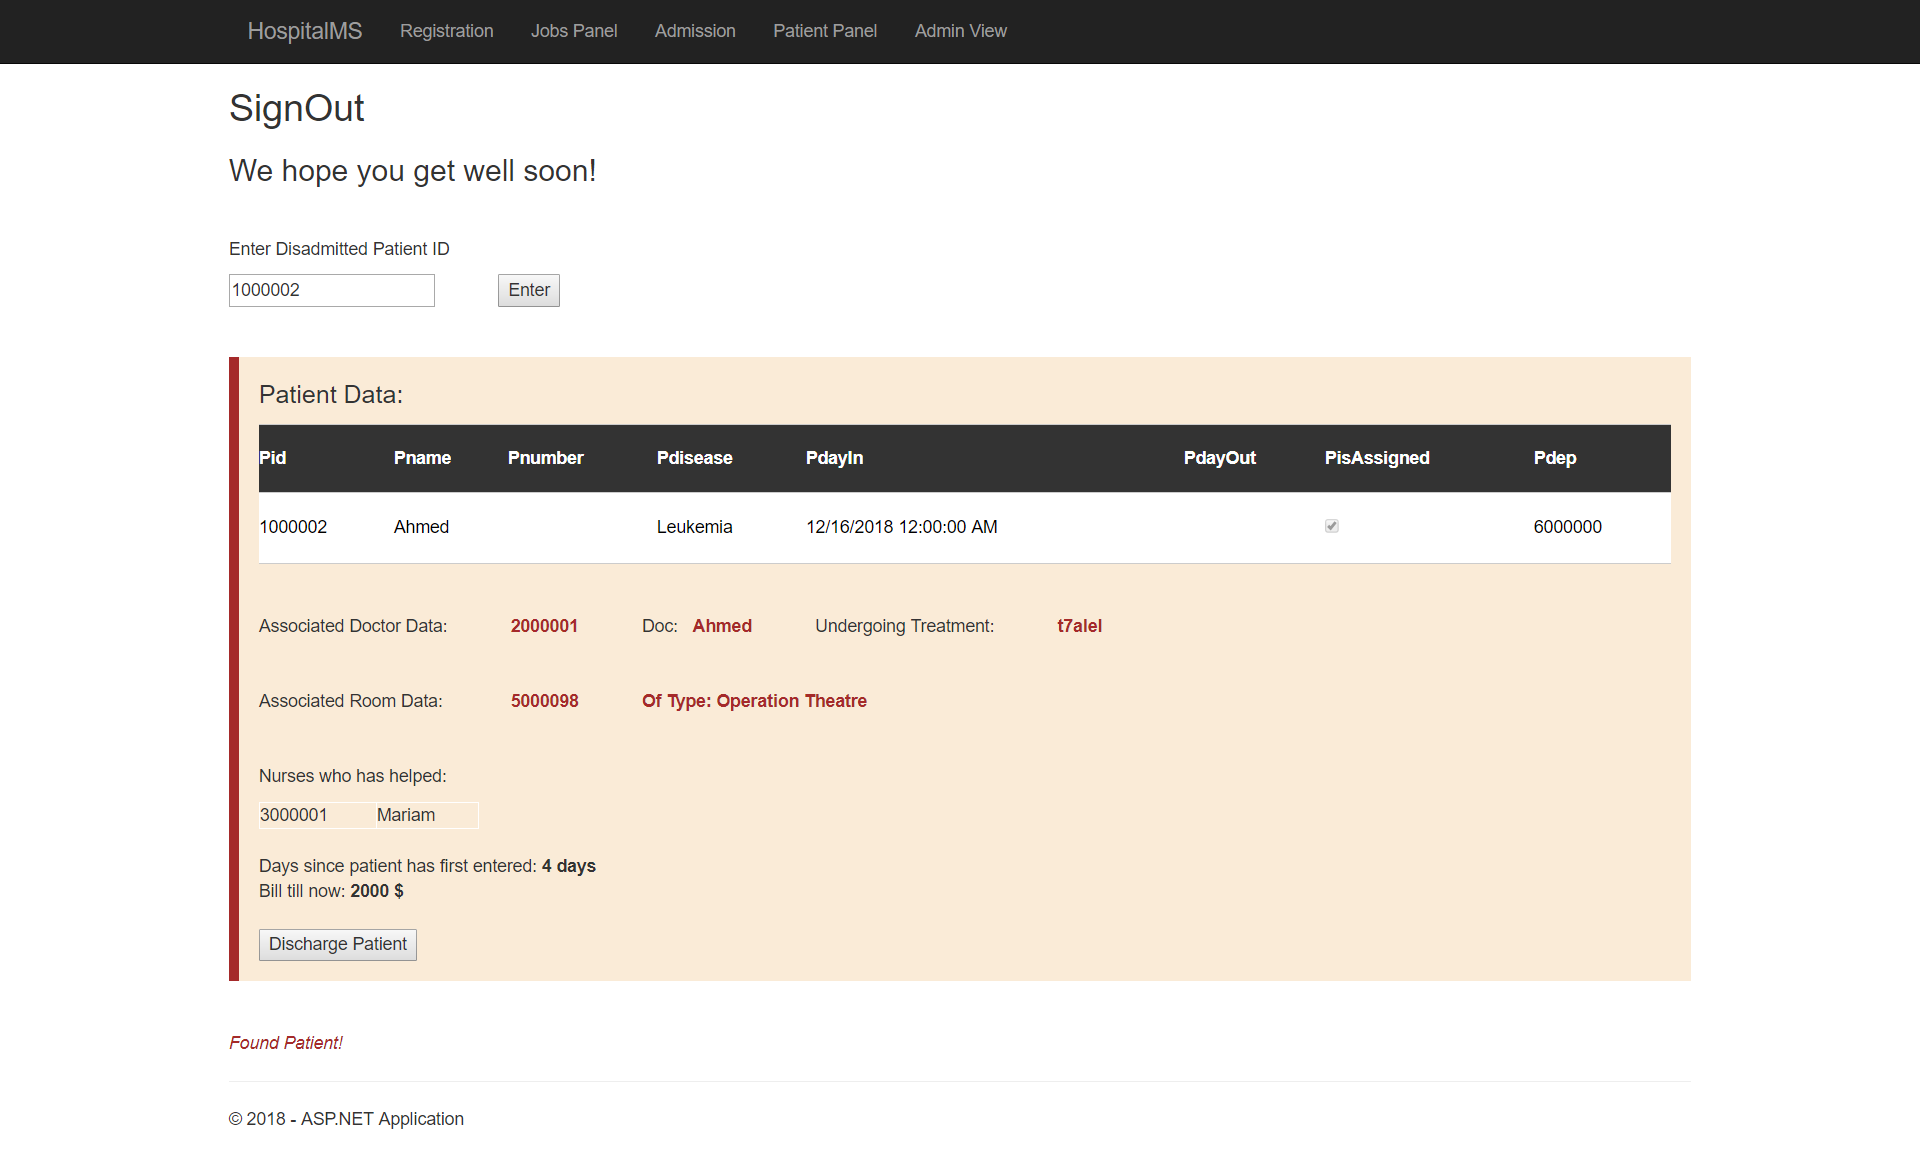 HospitalMS Registration Jobs Panel Admission Patient Panel Admin View
SignOut
We hope you get well soon!
Enter Disadmitted Patient ID
1000002 Enter
Patient Data:
Pid Pname Pnumber Pdisease PdayIn PdayOut PisAssigned Pdep
1000002 Ahmed Leukemia 12/16/2018 12:00:00 AM 6000000
Associated Doctor Data: 2000001 Doc: Ahmed Undergoing Treatment: t7alel
Associated Room Data: 5000098 Of Type: Operation Theatre
Nurses who has helped:
3000001 Mariam
Days since patient has first entered: 4 days
Bill till now: 2000 $
Discharge Patient
Found Patient!
© 2018 - ASP.NET Application